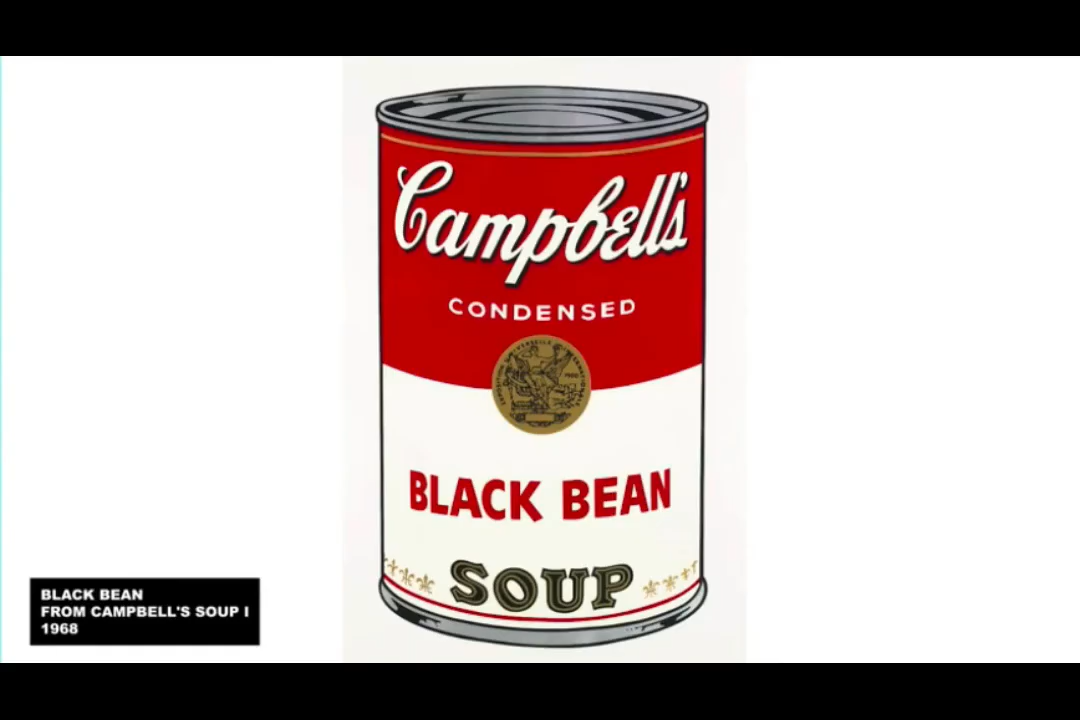 Campbell's
CONDENSED
BLACK BEAN
SOUP
BLACK BEAN
FROM CAMPBELL'S SOUP I
1968